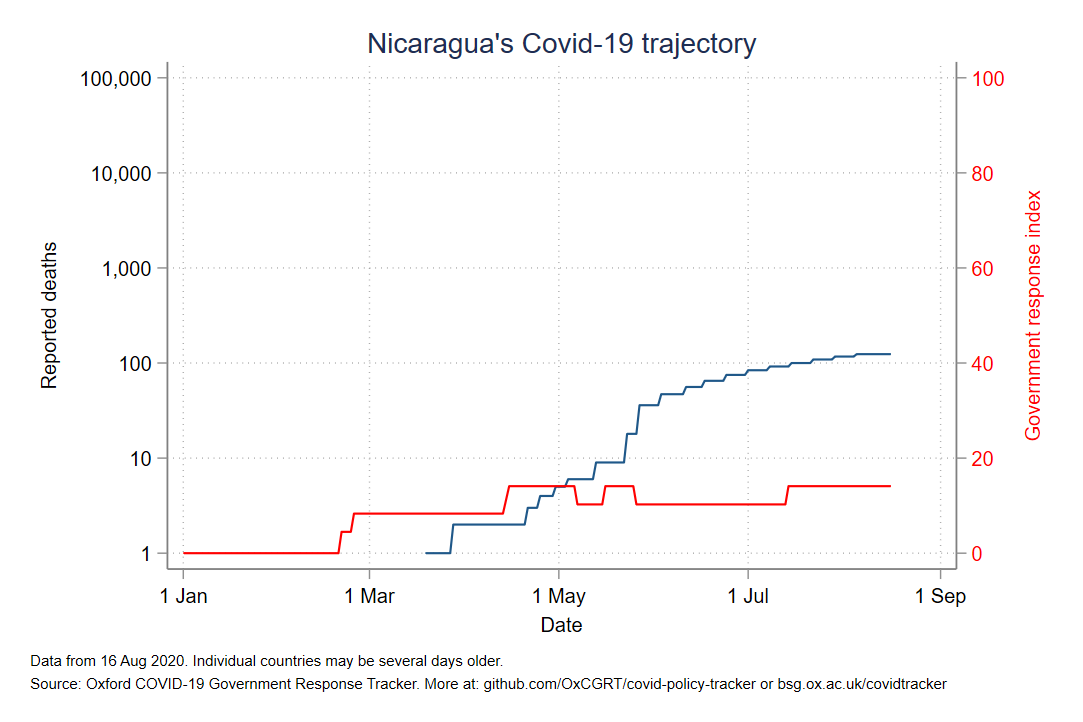 Nicaragua's Covid-19 trajectory
100,000
10,000
1,000
100
10
1
Reported deaths
100
80
60
40
20
0
Government response index
1 Jan
1 Mar
1 May
1 Jul
1 Sep
Date
Data from 16 Aug 2020. Individual countries may be several days older.
Source: Oxford COVID-19 Government Response Tracker. More at: github.com/OxCGRT/covid-policy-tracker or bsg.ox.ac.uk/covidtracker